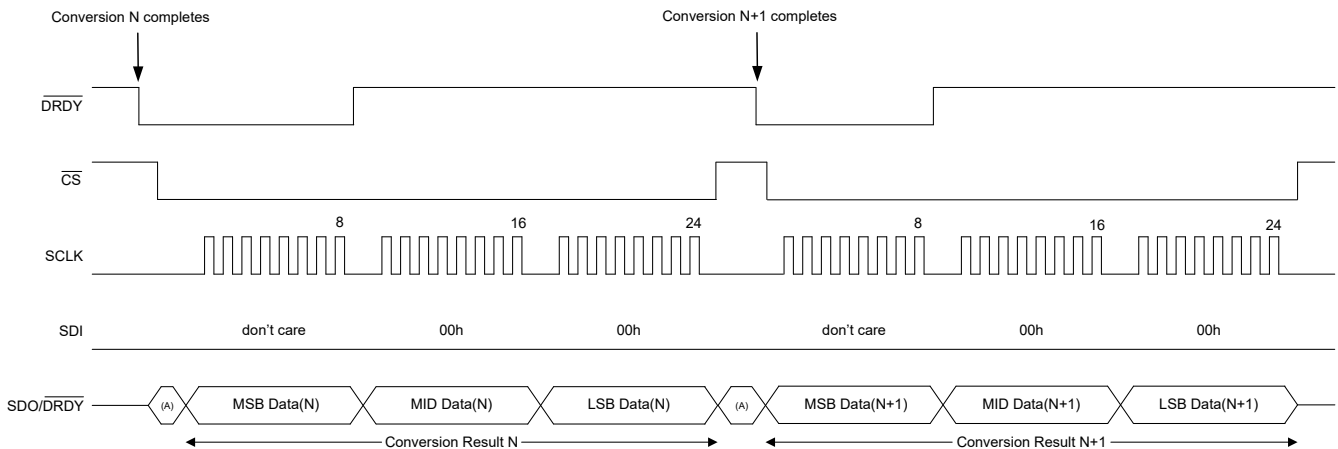 Conversion N completes
Conversion N+1 completes
DRDY
CS
8
16
24
8
16
24
SCLK
SDI
don't care
00h
00h
don't care
00h
00h
SDO/DRDY
(A)
MSB Data(N)
MID Data(N)
LSB Data(N)
(A)
MSB Data(N+1)
MID Data(N+1)
LSB Data(N+1)
Conversion Result N
Conversion Result N+1